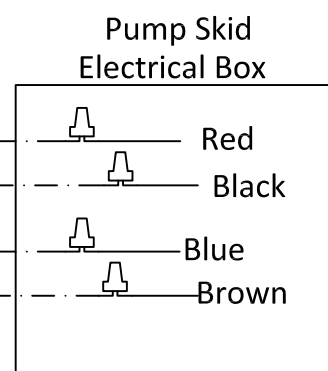 Pump Skid
Electrical Box
Red
Black
Blue
Brown